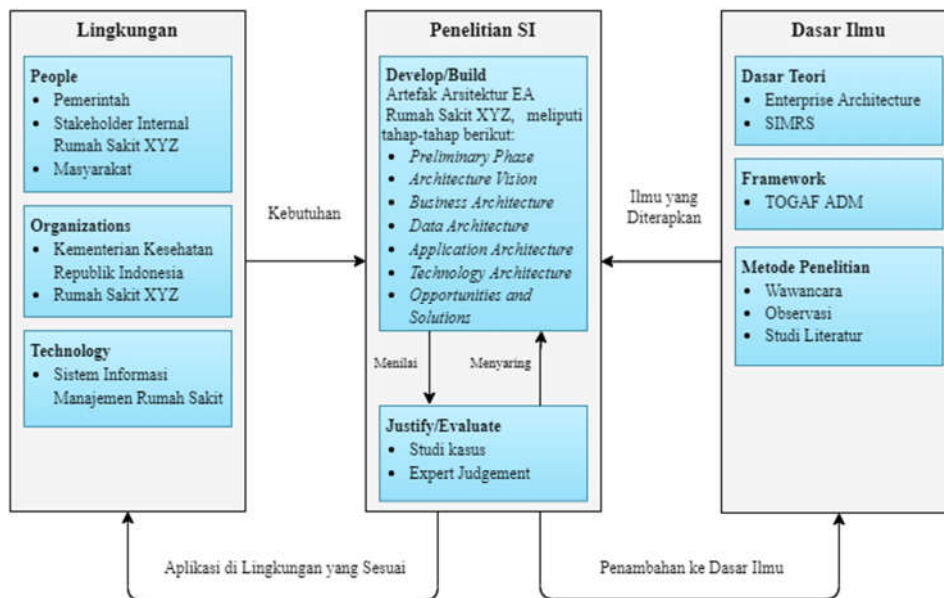 Lingkungan
People
• Pemerintah
• Stakeholder Internal
Rumah Sakit XYZ
• Masyarakat
Organizations
• Kementerian Kesehatan
Republik Indonesia
• Rumah Sakit XYZ
Technology
• Sistem Informasi
Manajemen Rumah Sakit
Kebutuhan
Penelitian SI
Develop/Build
Artefak Arsitektur EA
Rumah Sakit XYZ, meliputi
tahap-tahap berikut:
• Preliminary Phase
• Architecture Vision
• Business Architecture
• Data Architecture
• Application Architecture
• Technology Architecture
• Opportunities and
Solutions
Menilai
Menyaring
Justify/Evaluate
• Studi kasus
• Expert Judgement
Ilmu yang
Diterapkan
Dasar Ilmu
Dasar Teori
• Enterprise Architecture
• SIMRS
Framework
• TOGAF ADM
Metode Penelitian
• Wawancara
• Observasi
• Studi Literatur
Aplikasi di Lingkungan yang Sesuai
Penambahan ke Dasar Ilmu